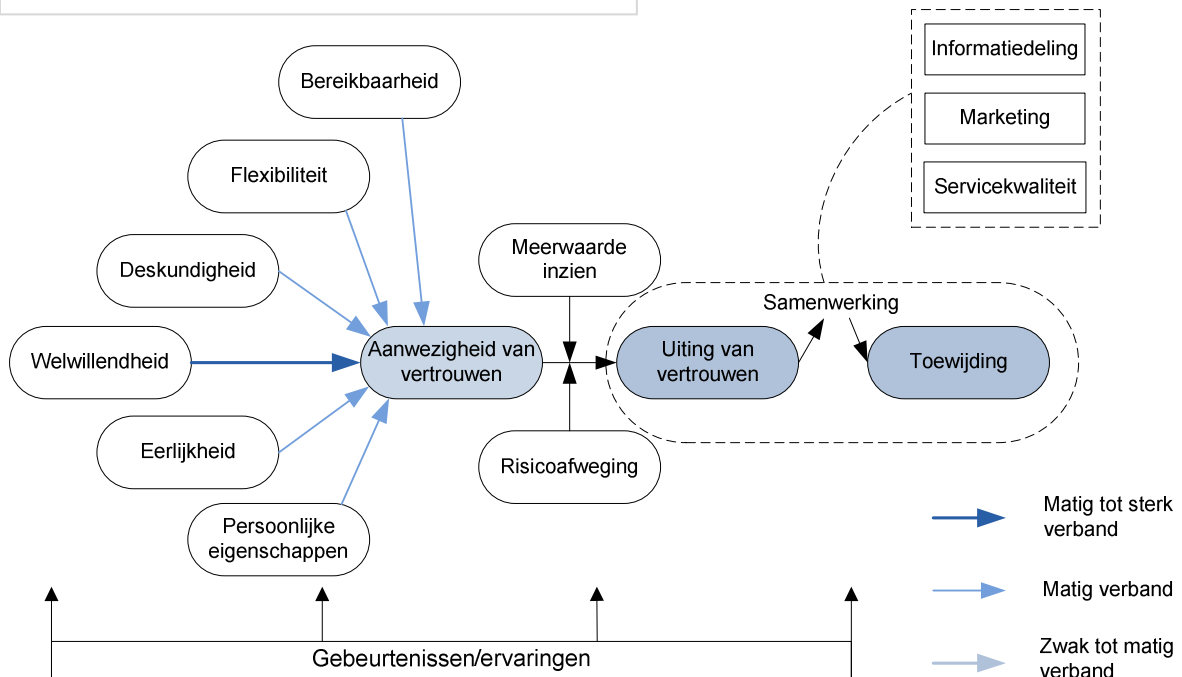 Informatiedeling
Marketing
Servicekwaliteit
Bereikbaarheid
Flexibiliteit
Deskundigheid
Welwillendheid
Eerlijkheid
Persoonlijke
eigenschappen
Aanwezigheid van
vertrouwen
Meerwaarde
inzien
Risicoafweging
Samenwerking
Uiting van
vertrouwen
Toewijding
Matig tot sterk
verband
Matig verband
Zwak tot matig
verband
Gebeurtenissen/ervaringen